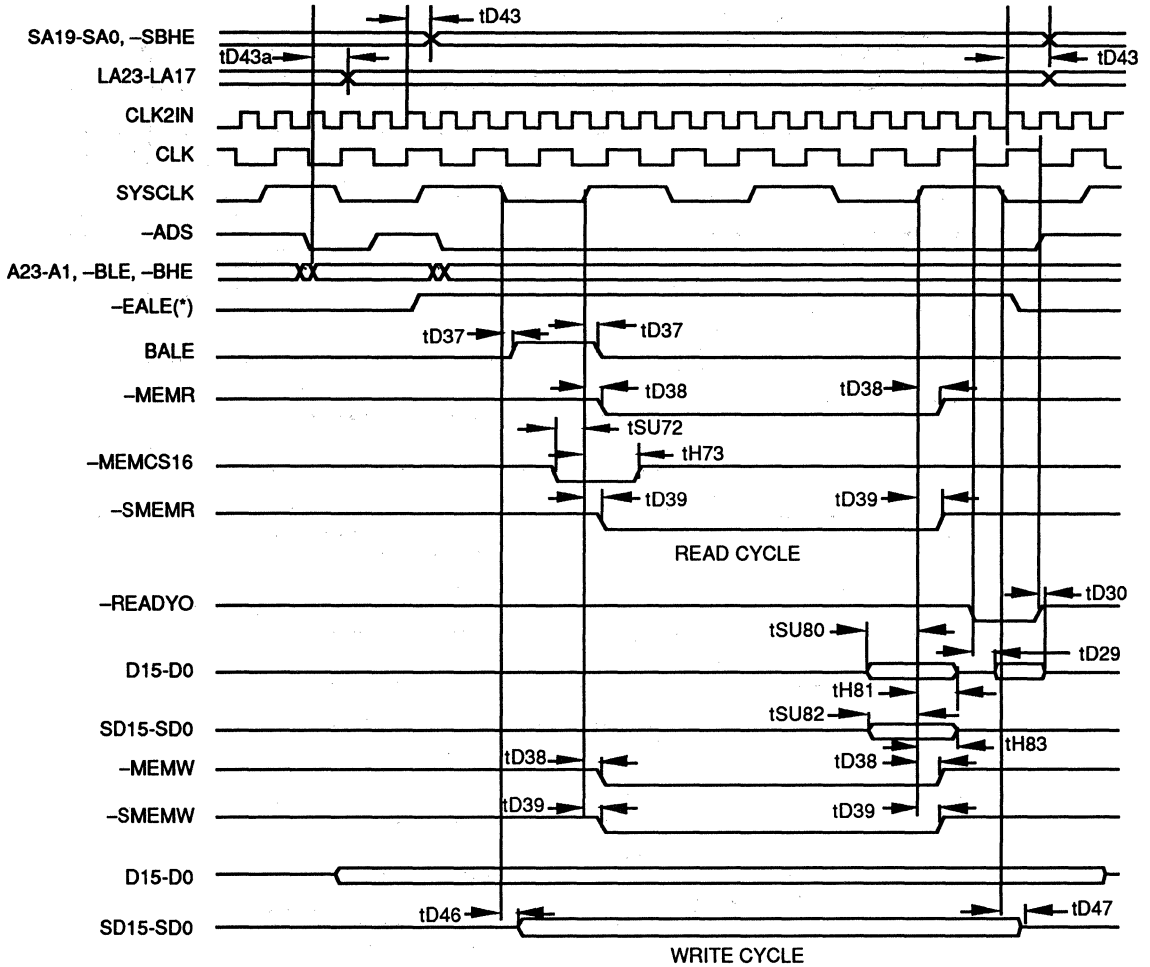 tD43
SA19-SA0, –SBHE
tD43a
tD43
LA23-LA17
CLK2IN
CLK
SYSCLK
–ADS
A23-A1, –BLE, –BHE
–EALE(*)
tD37
tD37
BALE
–MEMR
tD38
tD38
tSU72
–MEMCS16
tH73
–SMEMR
tD39
tD39
READ CYCLE
–READYO
tD30
tSU80
D15-D0
tD29
tH81
tSU82
SD15-SD0
tH83
–MEMW
tD38
tD38
–SMEMW
tD39
tD39
D15-D0
tD46
tD47
SD15-SD0
WRITE CYCLE